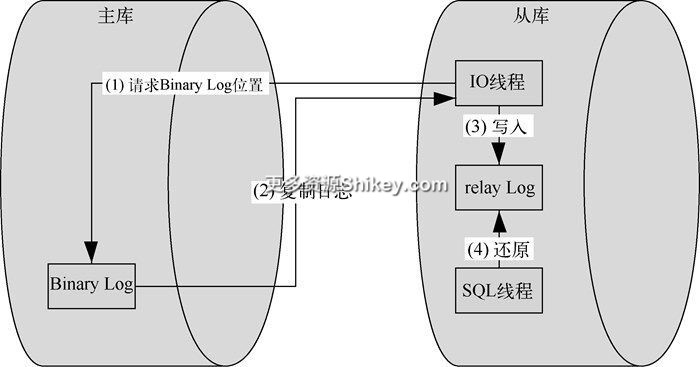 主库
从库
IO线程
(1) 请求Binary Log位置
(3) 写入
更多资源Shikey.com
(2) 复制日志
relay Log
(4) 还原
Binary Log
SQL线程